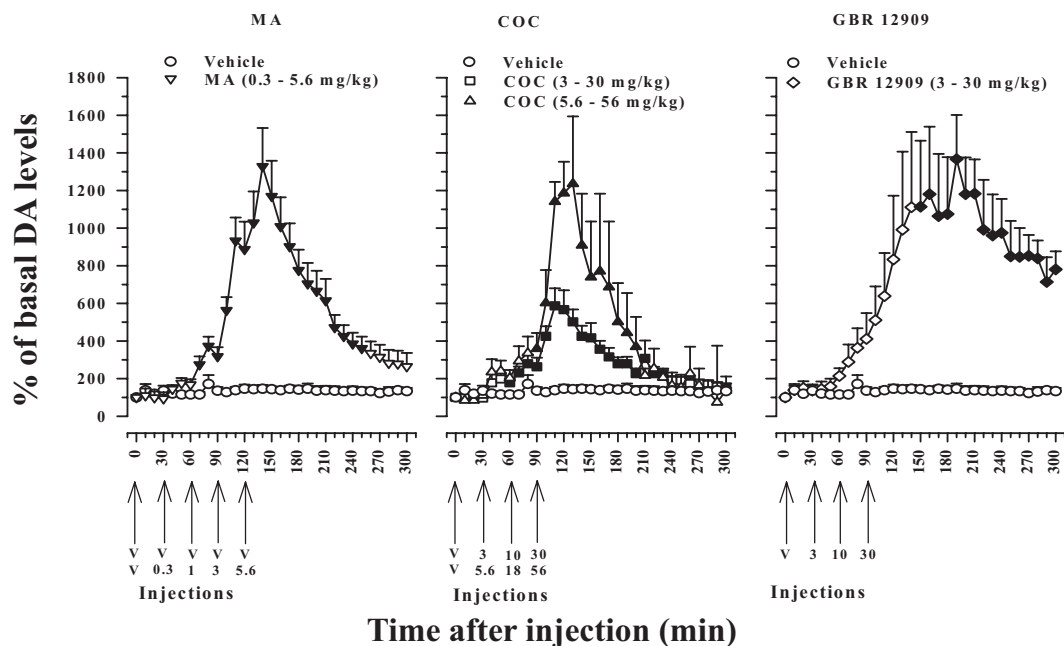 MA
COC
GBR 12909
Vehicle
MA (0.3 - 5.6 mg/kg)
Vehicle
COC (3 - 30 mg/kg)
COC (5.6 - 56 mg/kg)
Vehicle
GBR 12909 (3 - 30 mg/kg)
% of basal DA levels
1800
1600
1400
1200
1000
800
600
400
200
0
0 30 60 90 120 150 180 210 240 270 300
0 30 60 90 120 150 180 210 240 270 300
0 30 60 90 120 150 180 210 240 270 300
V V V V V
V 0.3 1 3 5.6
Injections
V 3 10 30
V 5.6 18 56
Injections
V 3 10 30
Injections
Time after injection (min)